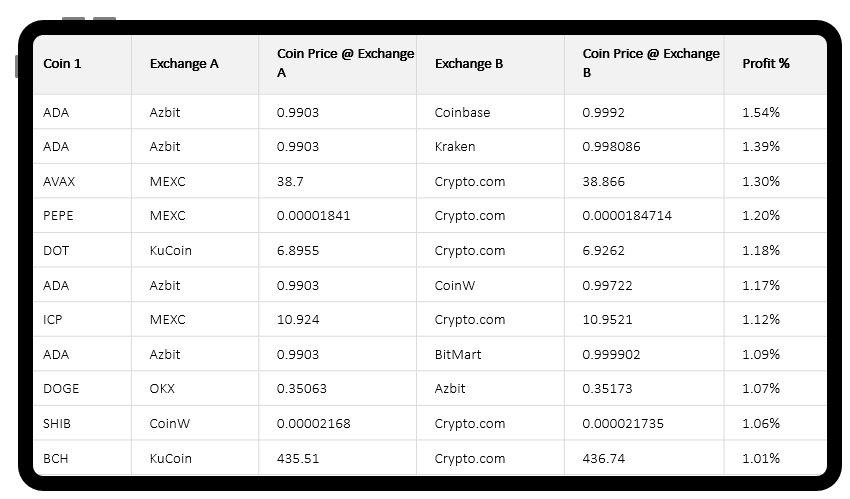 Coin 1 Exchange A Coin Price @ Exchange A Exchange B Coin Price @ Exchange B Profit %
ADA Azbit 0.9903 Coinbase 0.9992 1.54%
ADA Azbit 0.9903 Kraken 0.998086 1.39%
AVAX MEXC 38.7 Crypto.com 38.866 1.30%
PEPE MEXC 0.00001841 Crypto.com 0.0000184714 1.20%
DOT KuCoin 6.8955 Crypto.com 6.9262 1.18%
ADA Azbit 0.9903 CoinW 0.99722 1.17%
ICP MEXC 10.924 Crypto.com 10.9521 1.12%
ADA Azbit 0.9903 BitMart 0.999902 1.09%
DOGE OKX 0.35063 Azbit 0.35173 1.07%
SHIB CoinW 0.00002168 Crypto.com 0.000021735 1.06%
BCH KuCoin 435.51 Crypto.com 436.74 1.01%